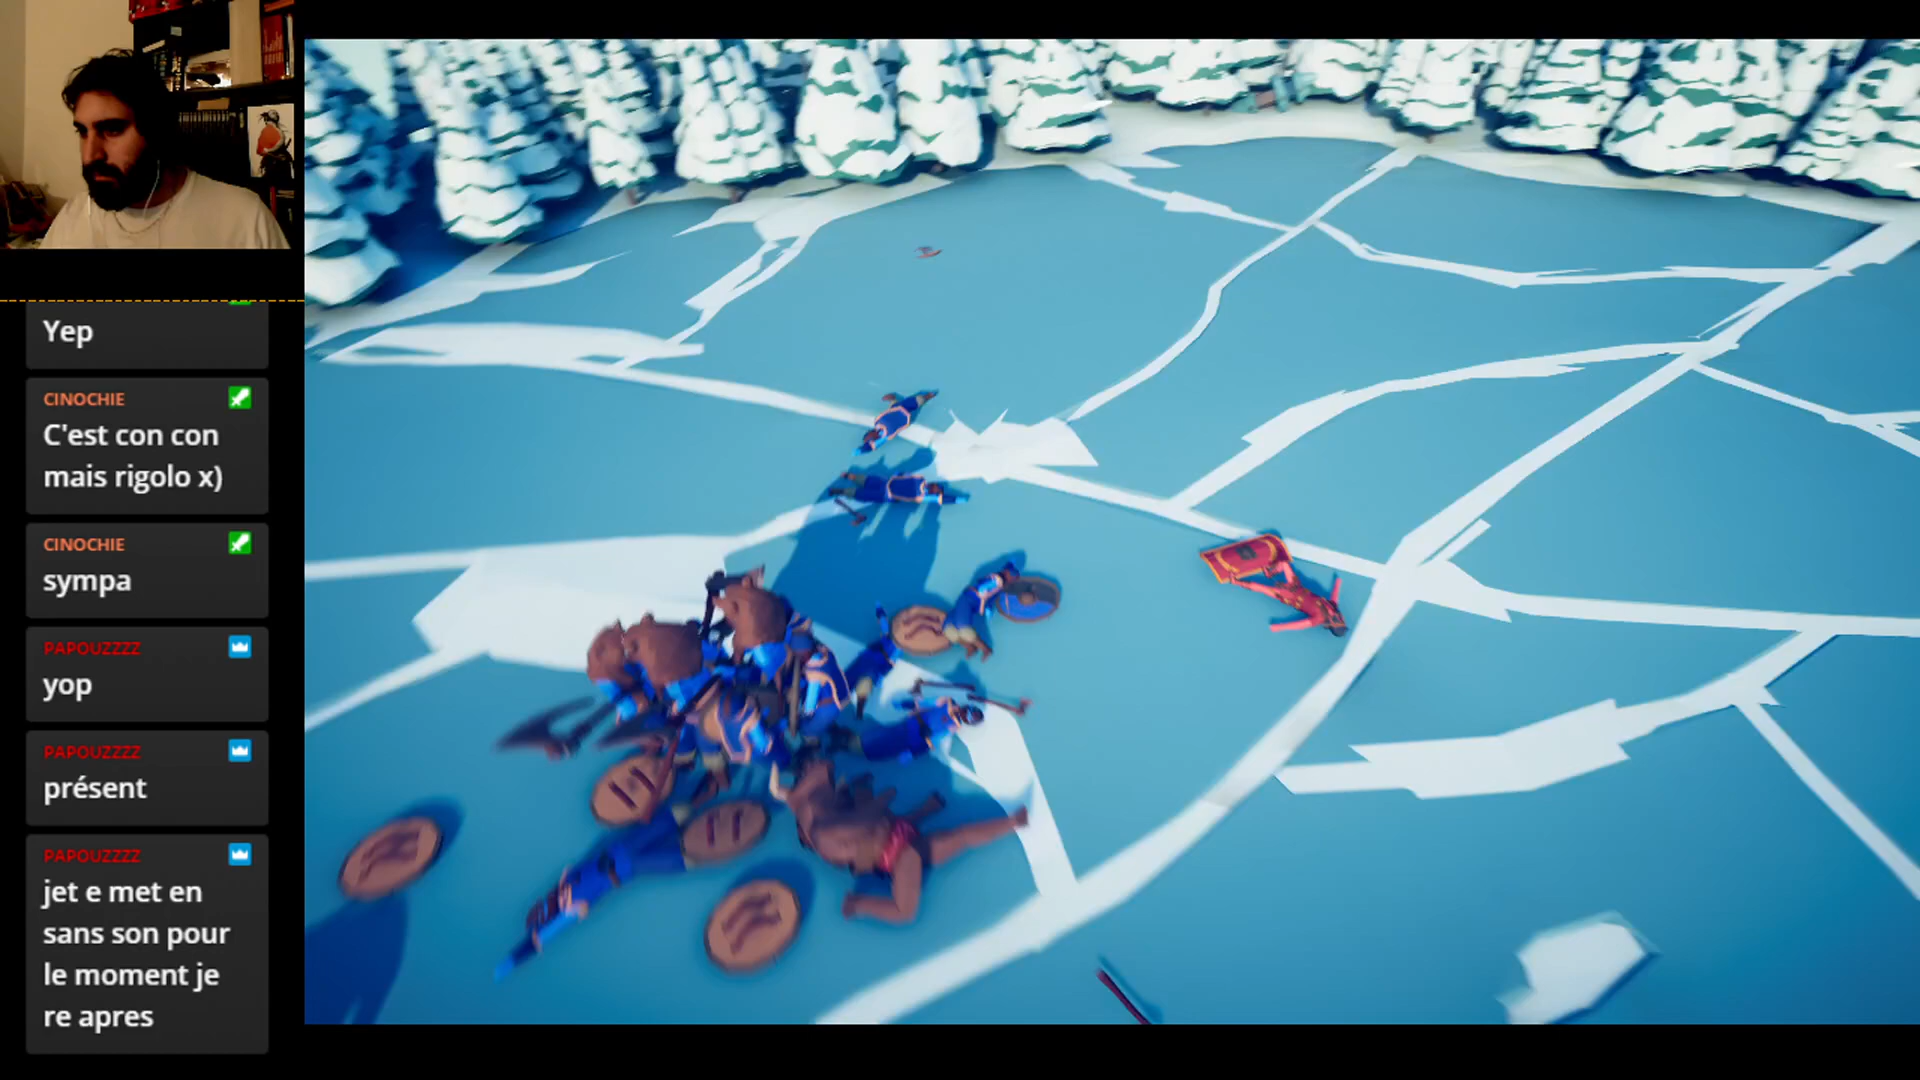 Yep
CINOCHIE
C'est con con
mais rigolo x)
CINOCHIE
sympa
PAPOUZZZZ
yop
PAPOUZZZZ
présent
PAPOUZZZZ
jet e met en
sans son pour
le moment je
re apres